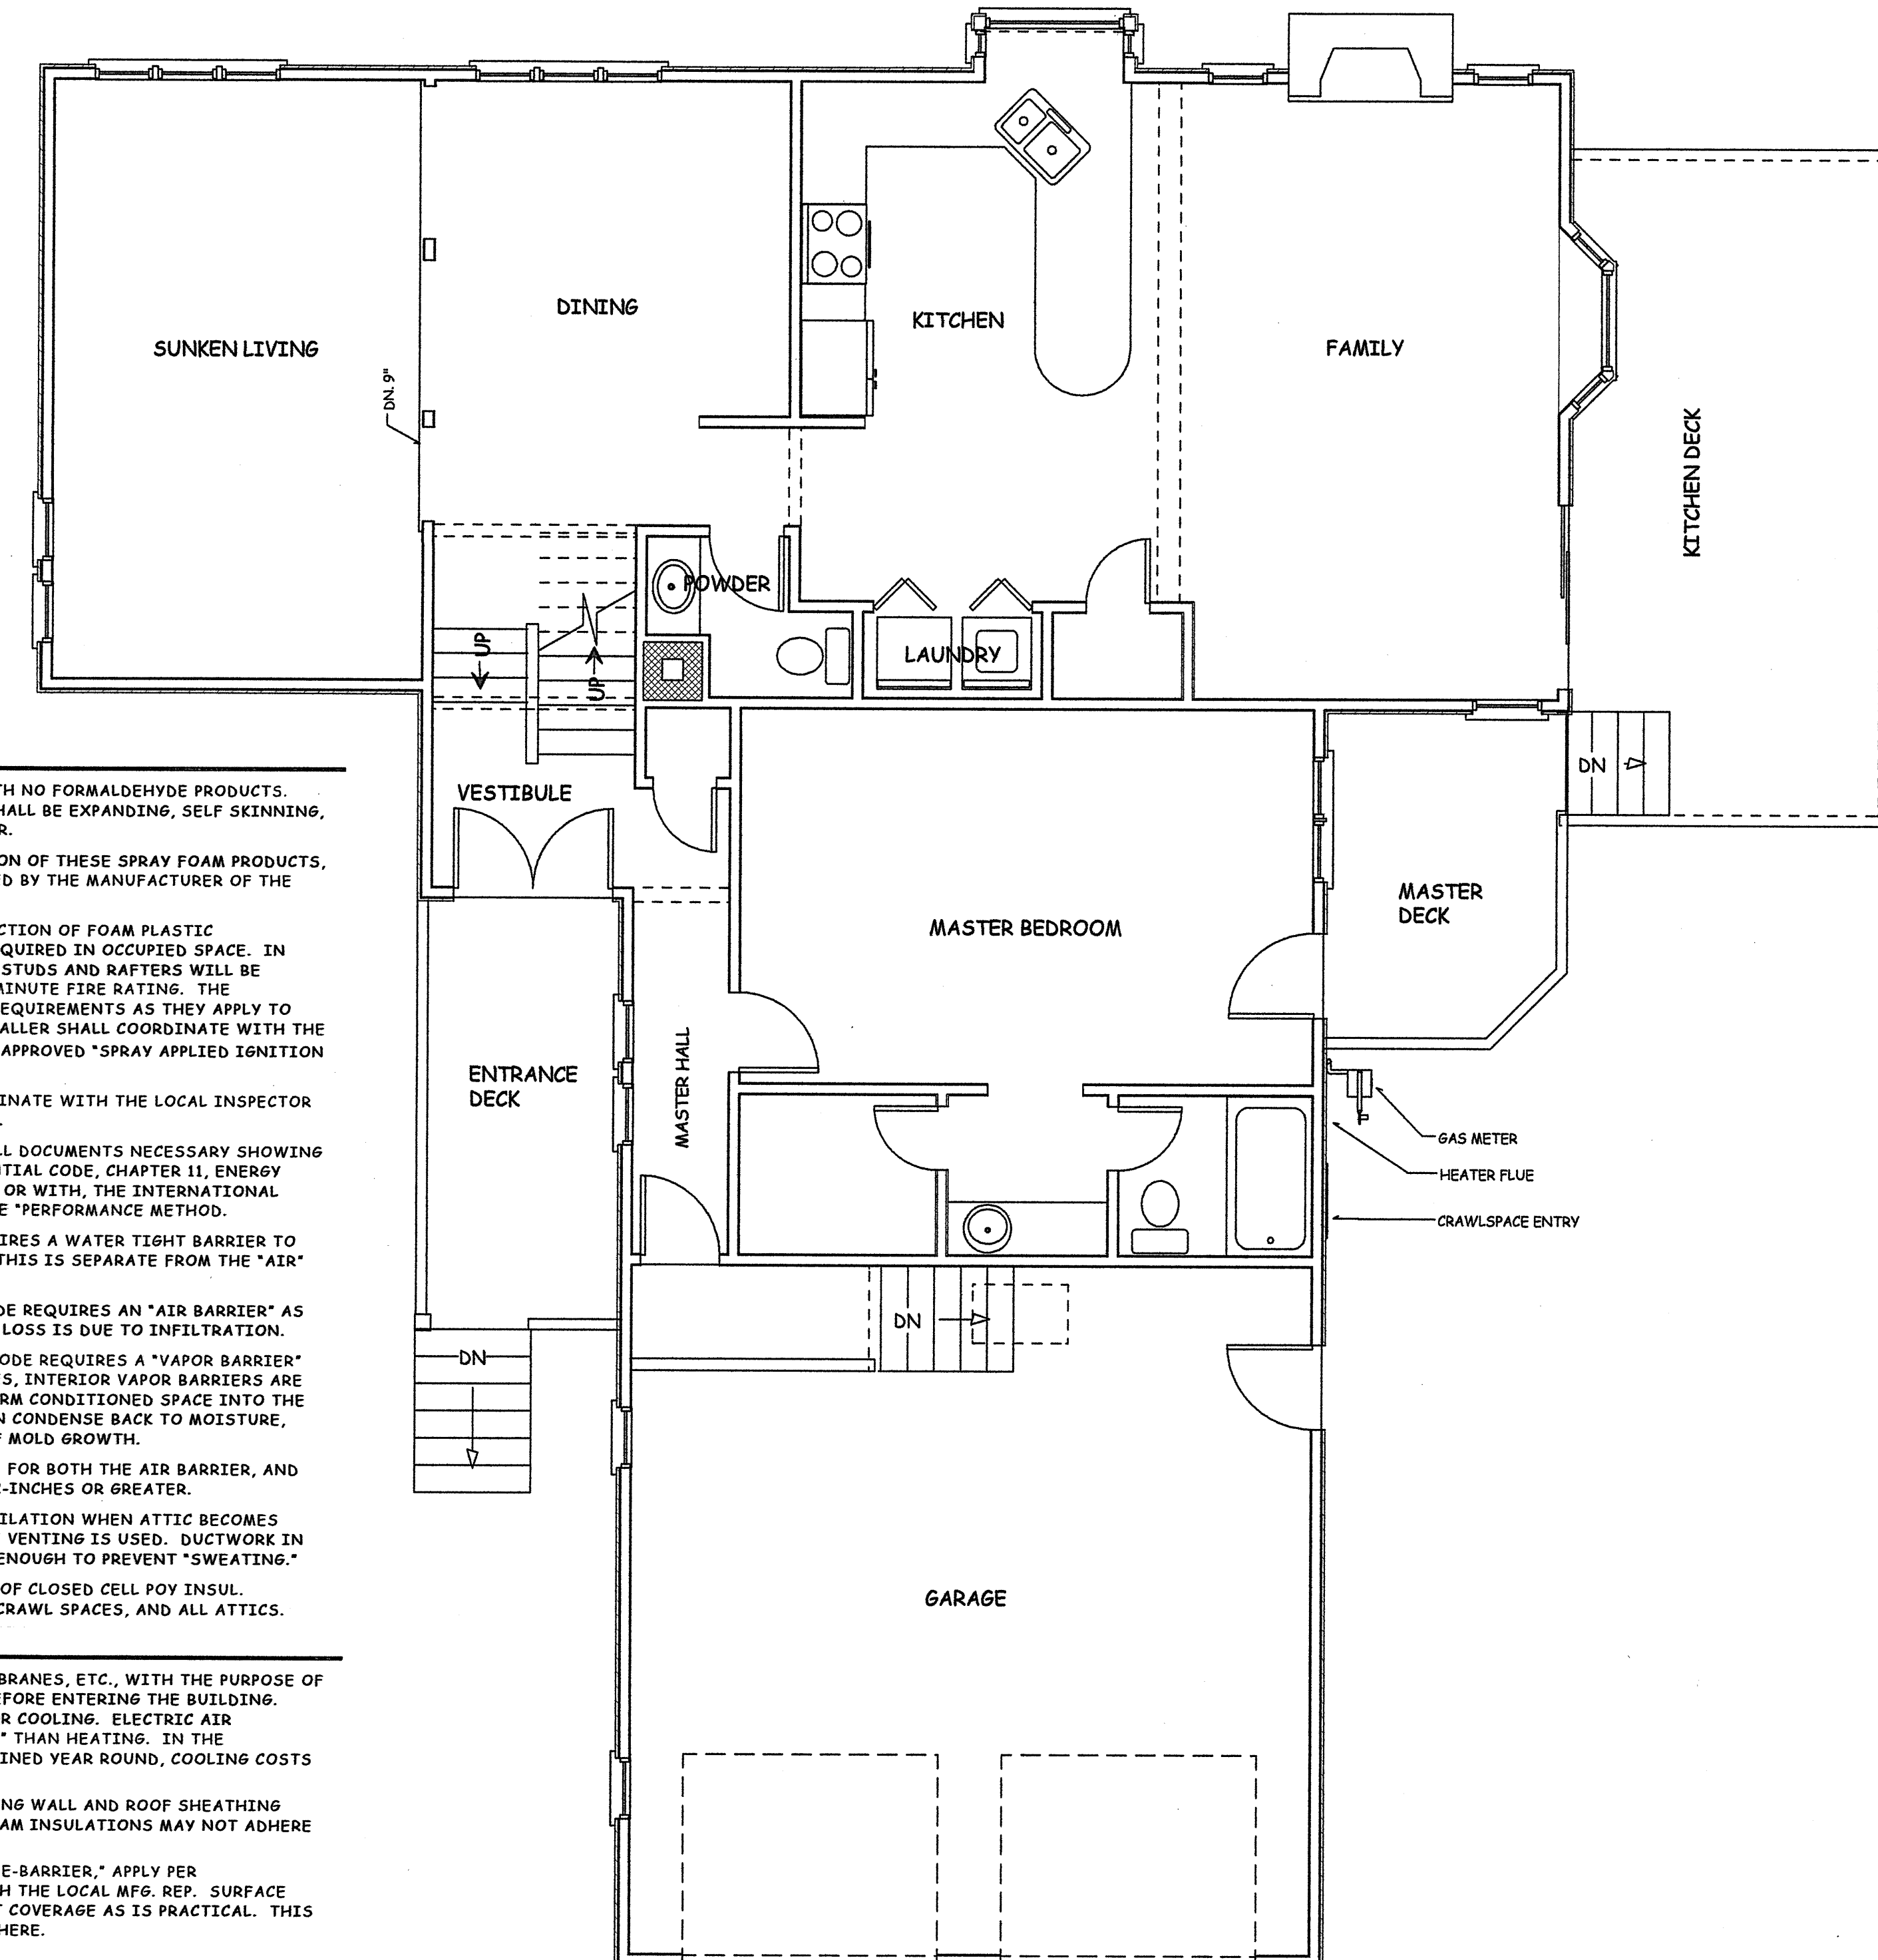 SUNKEN LIVING
DINING
KITCHEN
FAMILY
DN. 9"
KITCHEN DECK
POWDER
UP
UP
LAUNDRY
VESTIBULE
DN
MASTER BEDROOM
MASTER
DECK
ENTRANCE
DECK
MASTER HALL
GAS METER
HEATER FLUE
CRAWLSPACE ENTRY
DN
DN
GARAGE
TH NO FORMALDEHYDE PRODUCTS.
HALL BE EXPANDING, SELF SKINNING,
R.
ON OF THESE SPRAY FOAM PRODUCTS,
D BY THE MANUFACTURER OF THE
CTION OF FOAM PLASTIC
QUIRED IN OCCUPIED SPACE. IN
STUDS AND RAFTERS WILL BE
MINUTE FIRE RATING. THE
EQUIREMENTS AS THEY APPLY TO
ALLER SHALL COORDINATE WITH THE
APPROVED "SPRAY APPLIED IGNITION
INATE WITH THE LOCAL INSPECTOR
LL DOCUMENTS NECESSARY SHOWING
TIAL CODE, CHAPTER 11, ENERGY
OR WITH, THE INTERNATIONAL
E "PERFORMANCE METHOD.
IRES A WATER TIGHT BARRIER TO
THIS IS SEPARATE FROM THE "AIR"
DE REQUIRES AN "AIR BARRIER" AS
LOSS IS DUE TO INFILTRATION.
ODE REQUIRES A "VAPOR BARRIER"
S, INTERIOR VAPOR BARRIERS ARE
RM CONDITIONED SPACE INTO THE
N CONDENSE BACK TO MOISTURE,
F MOLD GROWTH.
FOR BOTH THE AIR BARRIER, AND
-INCHES OR GREATER.
ILATION WHEN ATTIC BECOMES
VENTING IS USED. DUCTWORK IN
ENOUGH TO PREVENT "SWEATING."
OF CLOSED CELL POY INSUL.
CRAWL SPACES, AND ALL ATTICS.
BRANES, ETC., WITH THE PURPOSE OF
EFORE ENTERING THE BUILDING.
R COOLING. ELECTRIC AIR
" THAN HEATING. IN THE
INED YEAR ROUND, COOLING COSTS
NG WALL AND ROOF SHEATHING
AM INSULATIONS MAY NOT ADHERE
E-BARRIER," APPLY PER
H THE LOCAL MFG. REP. SURFACE
T COVERAGE AS IS PRACTICAL. THIS
HERE.